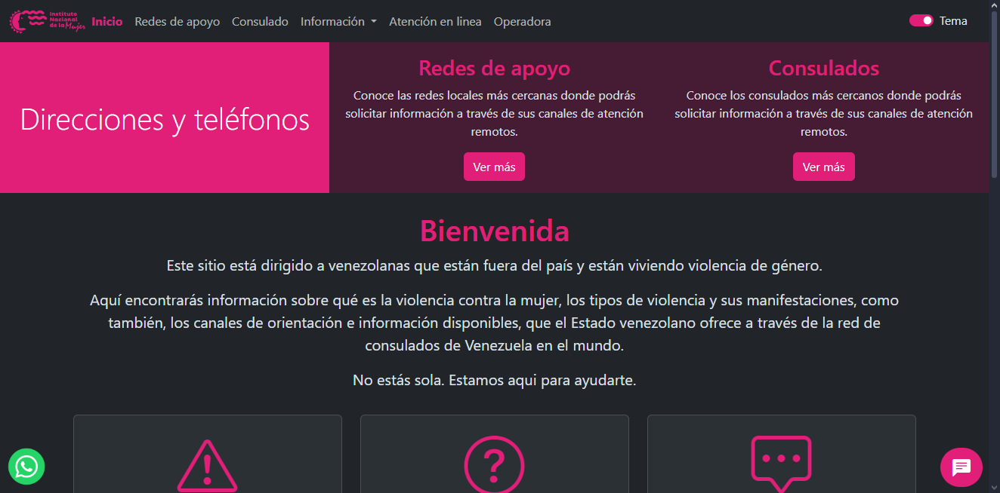 Instituto
Nacional
de la Mujer
Inicio
Redes de apoyo
Consulado
Información
Atención en linea
Operadora
Tema
Direcciones y teléfonos
Redes de apoyo
Conoce las redes locales más cercanas donde podrás
solicitar información a través de sus canales de atención
remotos.
Ver más
Consulados
Conoce los consulados más cercanos donde podrás
solicitar información a través de sus canales de atención
remotos.
Ver más
Bienvenida
Este sitio está dirigido a venezolanas que están fuera del país y están viviendo violencia de género.
Aquí encontrarás información sobre qué es la violencia contra la mujer, los tipos de violencia y sus manifestaciones, como
también, los canales de orientación e información disponibles, que el Estado venezolano ofrece a través de la red de
consulados de Venezuela en el mundo.
No estás sola. Estamos aqui para ayudarte.